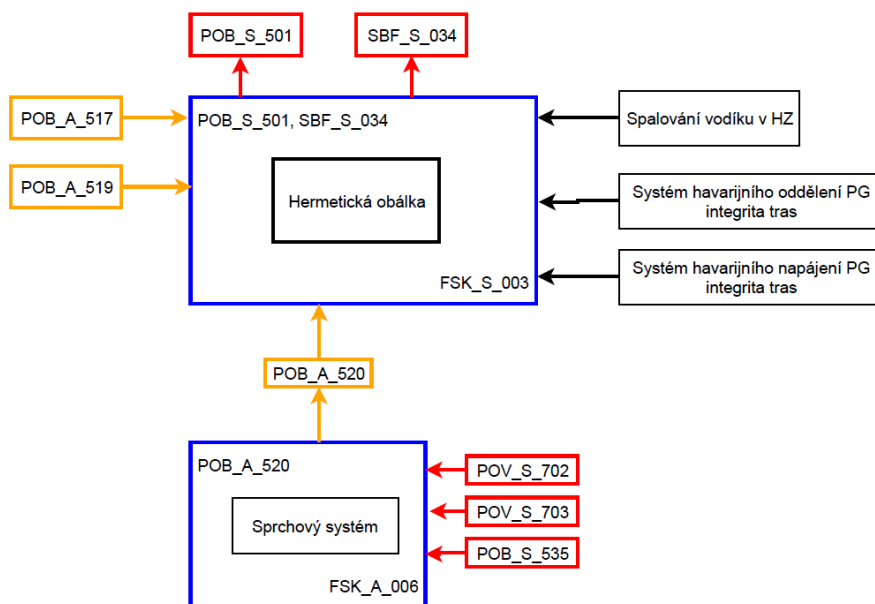 POB_S_501
SBF_S_034
POB_A_517
POB_S_501, SBF_S_034
Spalování vodíku v HZ
POB_A_519
Hermetická obálka
Systém havarijního oddělení PG
integrita tras
FSK_S_003
Systém havarijního napájení PG
integrita tras
POB_A_520
POB_A_520
POV_S_702
Sprchový systém
POV_S_703
POB_S_535
FSK_A_006